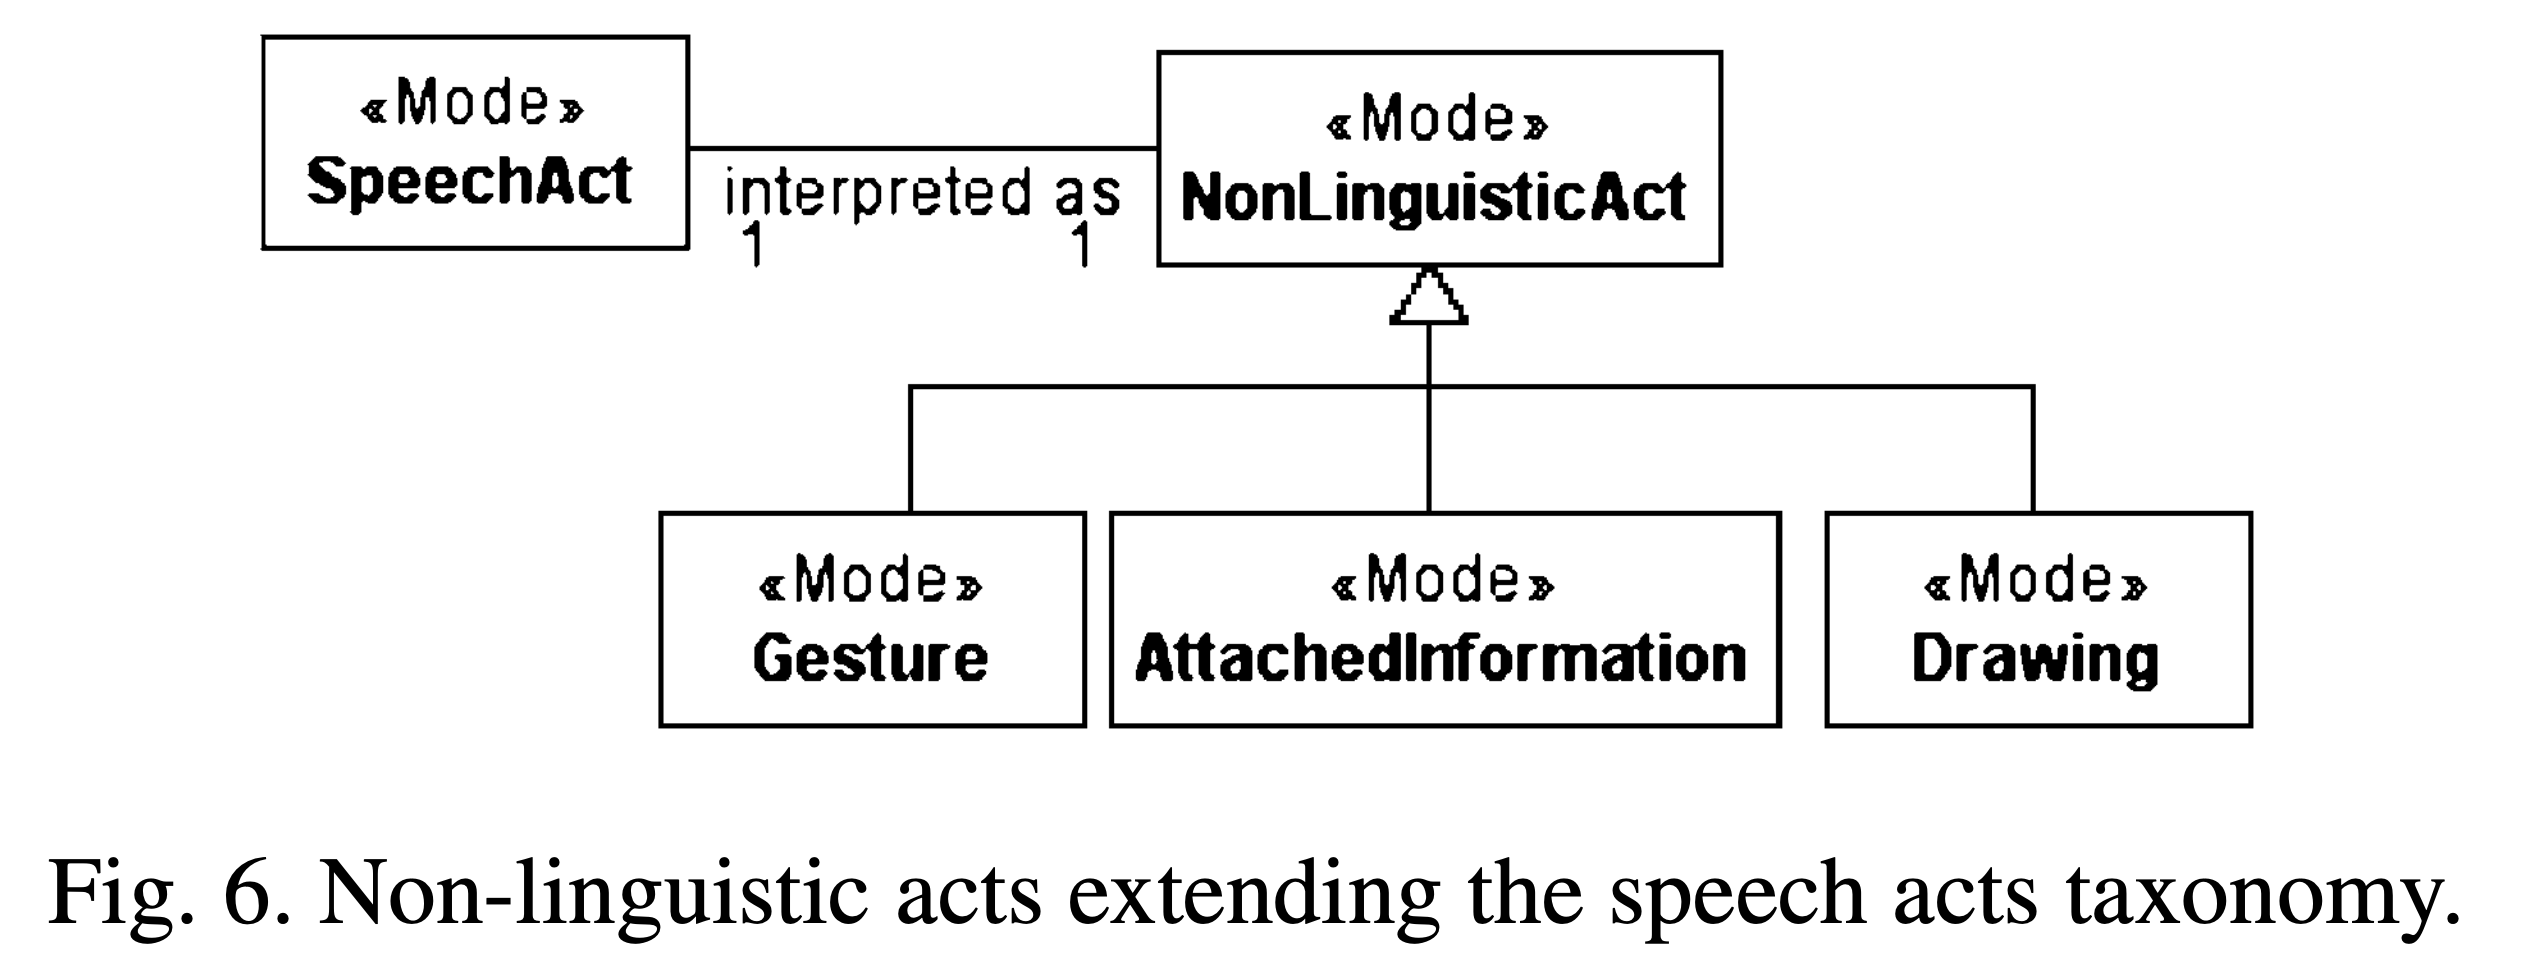 «Mode»
SpeechAct
«Mode»
NonLinguisticAct
interpreted as
1
1
«Mode»
Gesture
«Mode»
AttachedInformation
«Mode»
Drawing
Fig. 6. Non-linguistic acts extending the speech acts taxonomy.